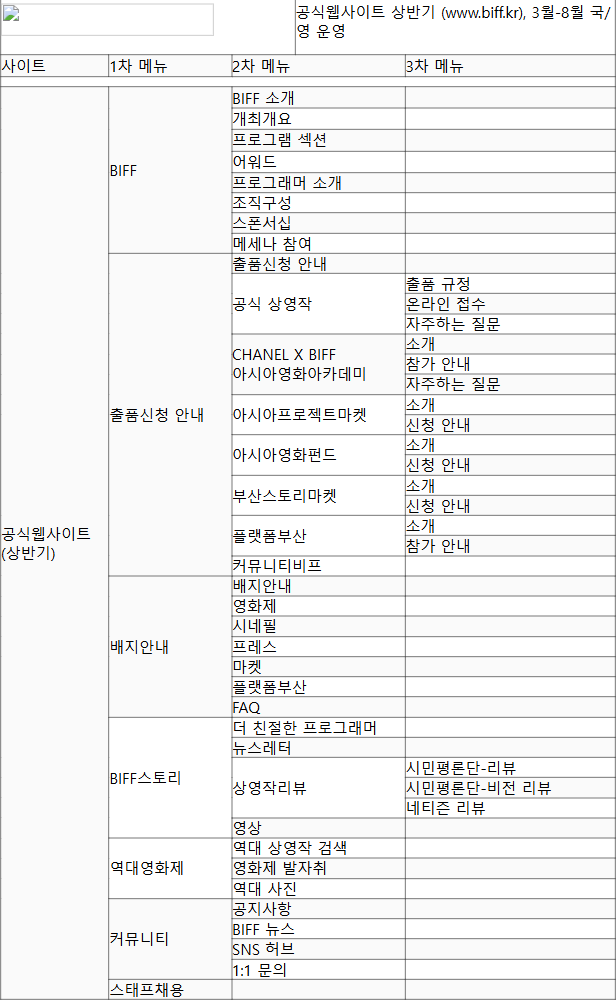 공식웹사이트 상반기 (www.biff.kr), 3월-8월 국/
영 운영
사이트 1차 메뉴 2차 메뉴 3차 메뉴
BIFF 소개
개최개요
프로그램 섹션
어워드
BIFF
프로그래머 소개
조직구성
스폰서십
메세나 참여
출품신청 안내
출품 규정
공식 상영작
온라인 접수
자주하는 질문
소개
CHANEL X BIFF
아시아영화아카데미
참가 안내
자주하는 질문
출품신청 안내
아시아프로젝트마켓
소개
신청 안내
아시아영화펀드
소개
신청 안내
부산스토리마켓
소개
신청 안내
공식웹사이트
(상반기)
플랫폼부산
소개
참가 안내
커뮤니티비프
배지안내
영화제
시네필
배지안내
프레스
마켓
플랫폼부산
FAQ
더 친절한 프로그래머
뉴스레터
BIFF스토리
상영작리뷰
시민평론단-리뷰
시민평론단-비전 리뷰
네티즌 리뷰
영상
역대 상영작 검색
역대영화제
영화제 발자취
역대 사진
공지사항
BIFF 뉴스
커뮤니티
SNS 허브
1:1 문의
스태프채용